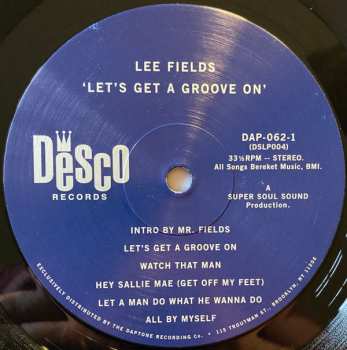 LEE FIELDS
'LET'S GET A GROOVE ON'
DAP-062-1
(DSLP004)
33⅓RPM — STEREO.
All Songs Bereket Music, BMI.
Desco
RECORDS
A
SUPER SOUL SOUND
Production.
INTRO BY MR. FIELDS
LET'S GET A GROOVE ON
WATCH THAT MAN
HEY SALLIE MAE (GET OFF MY FEET)
LET A MAN DO WHAT HE WANNA DO
ALL BY MYSELF
EXCLUSIVELY DISTRIBUTED BY THE DAPTONE RECORDING Co. • 115 TROUTMAN ST., BROOKLYN, NY 11206